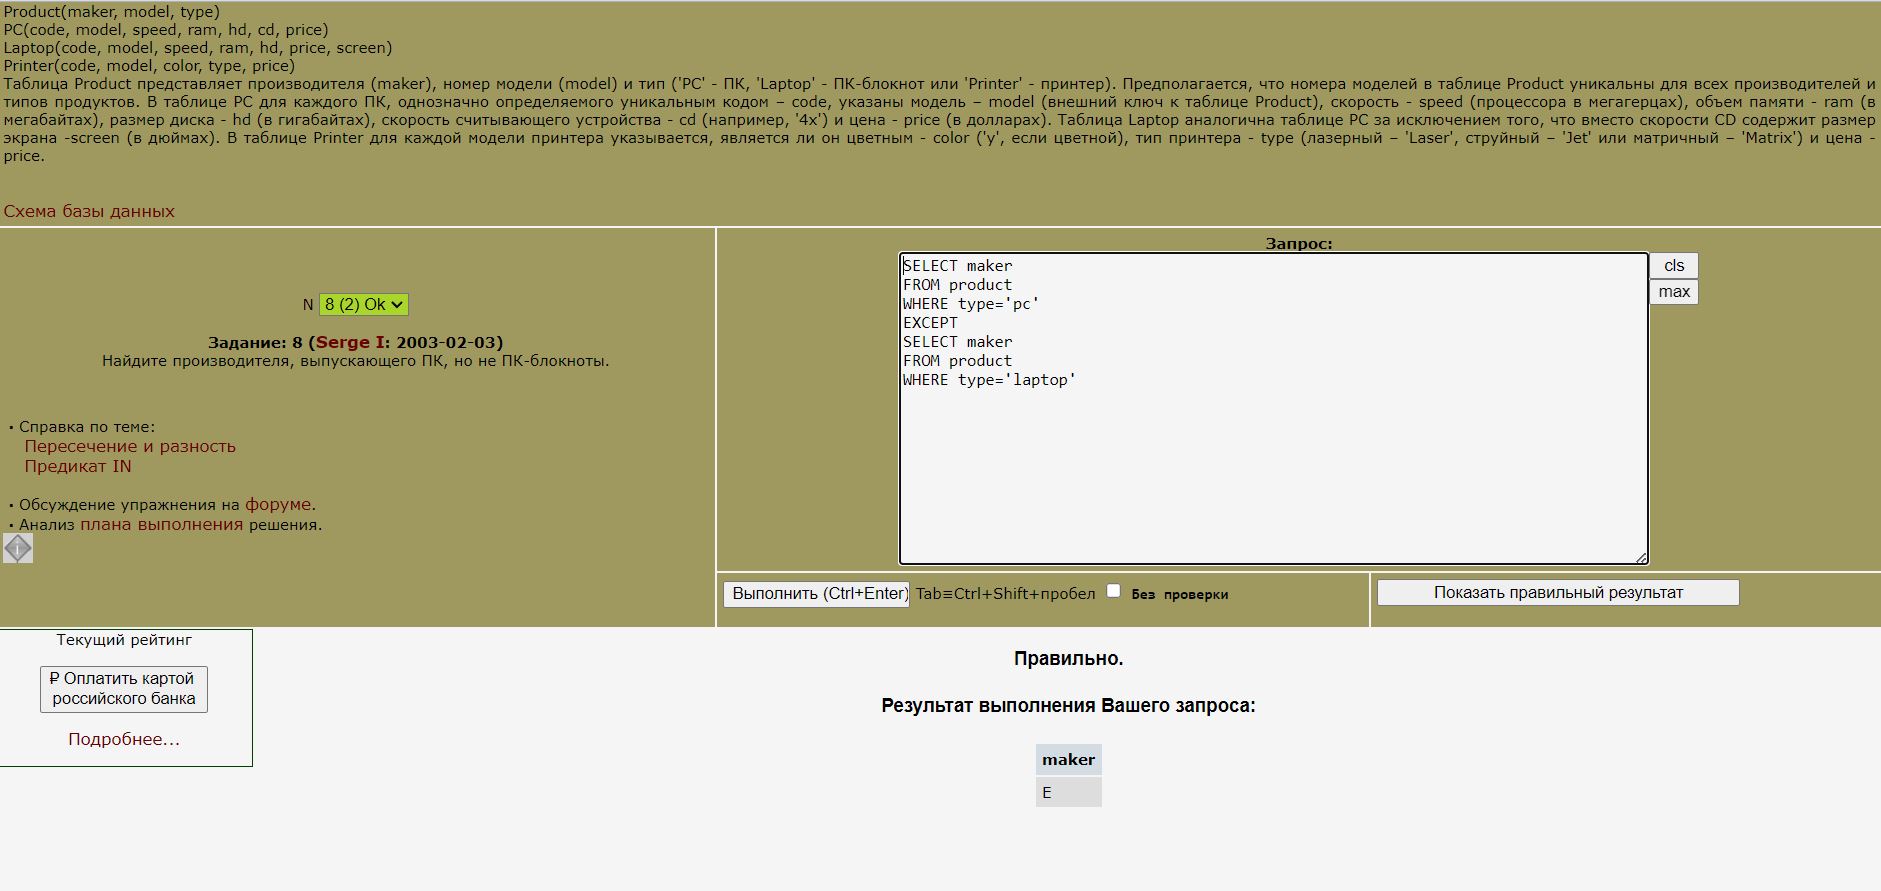 Product(maker, model, type)
PC(code, model, speed, ram, hd, cd, price)
Laptop(code, model, speed, ram, hd, price, screen)
Printer(code, model, color, type, price)
Таблица Product представляет производителя (maker), номер модели (model) и тип ('PC' - ПК, 'Laptop' - ПК-блокнот или 'Printer' - принтер). Предполагается, что номера моделей в таблице Product уникальны для всех производителей и
типов продуктов. В таблице PC для каждого ПК, однозначно определяемого уникальным кодом – code, указаны модель – model (внешний ключ к таблице Product), скорость - speed (процессора в мегагерцах), объем памяти - ram (в
мегабайтах), размер диска - hd (в гигабайтах), скорость считывающего устройства - cd (например, '4x') и цена - price (в долларах). Таблица Laptop аналогична таблице РС за исключением того, что вместо скорости CD содержит размер
экрана -screen (в дюймах). В таблице Printer для каждой модели принтера указывается, является ли он цветным - color ('y', если цветной), тип принтера - type (лазерный – 'Laser', струйный – 'Jet' или матричный – 'Matrix') и цена -
price.
Схема базы данных
Запрос:
SELECT maker
FROM product
WHERE type='pc'
EXCEPT
SELECT maker
FROM product
WHERE type='laptop'
cls
max
N 8 (2) Ok
Задание: 8 (Serge I: 2003-02-03)
Найдите производителя, выпускающего ПК, но не ПК-блокноты.
• Справка по теме:
Пересечение и разность
Предикат IN
• Обсуждение упражнения на форуме.
• Анализ плана выполнения решения.
i
Выполнить (Ctrl+Enter) Tab≡Ctrl+Shift+пробел Без проверки
Показать правильный результат
Текущий рейтинг
₽ Оплатить картой
российского банка
Подробнее...
Правильно.
Результат выполнения Вашего запроса:
maker
E